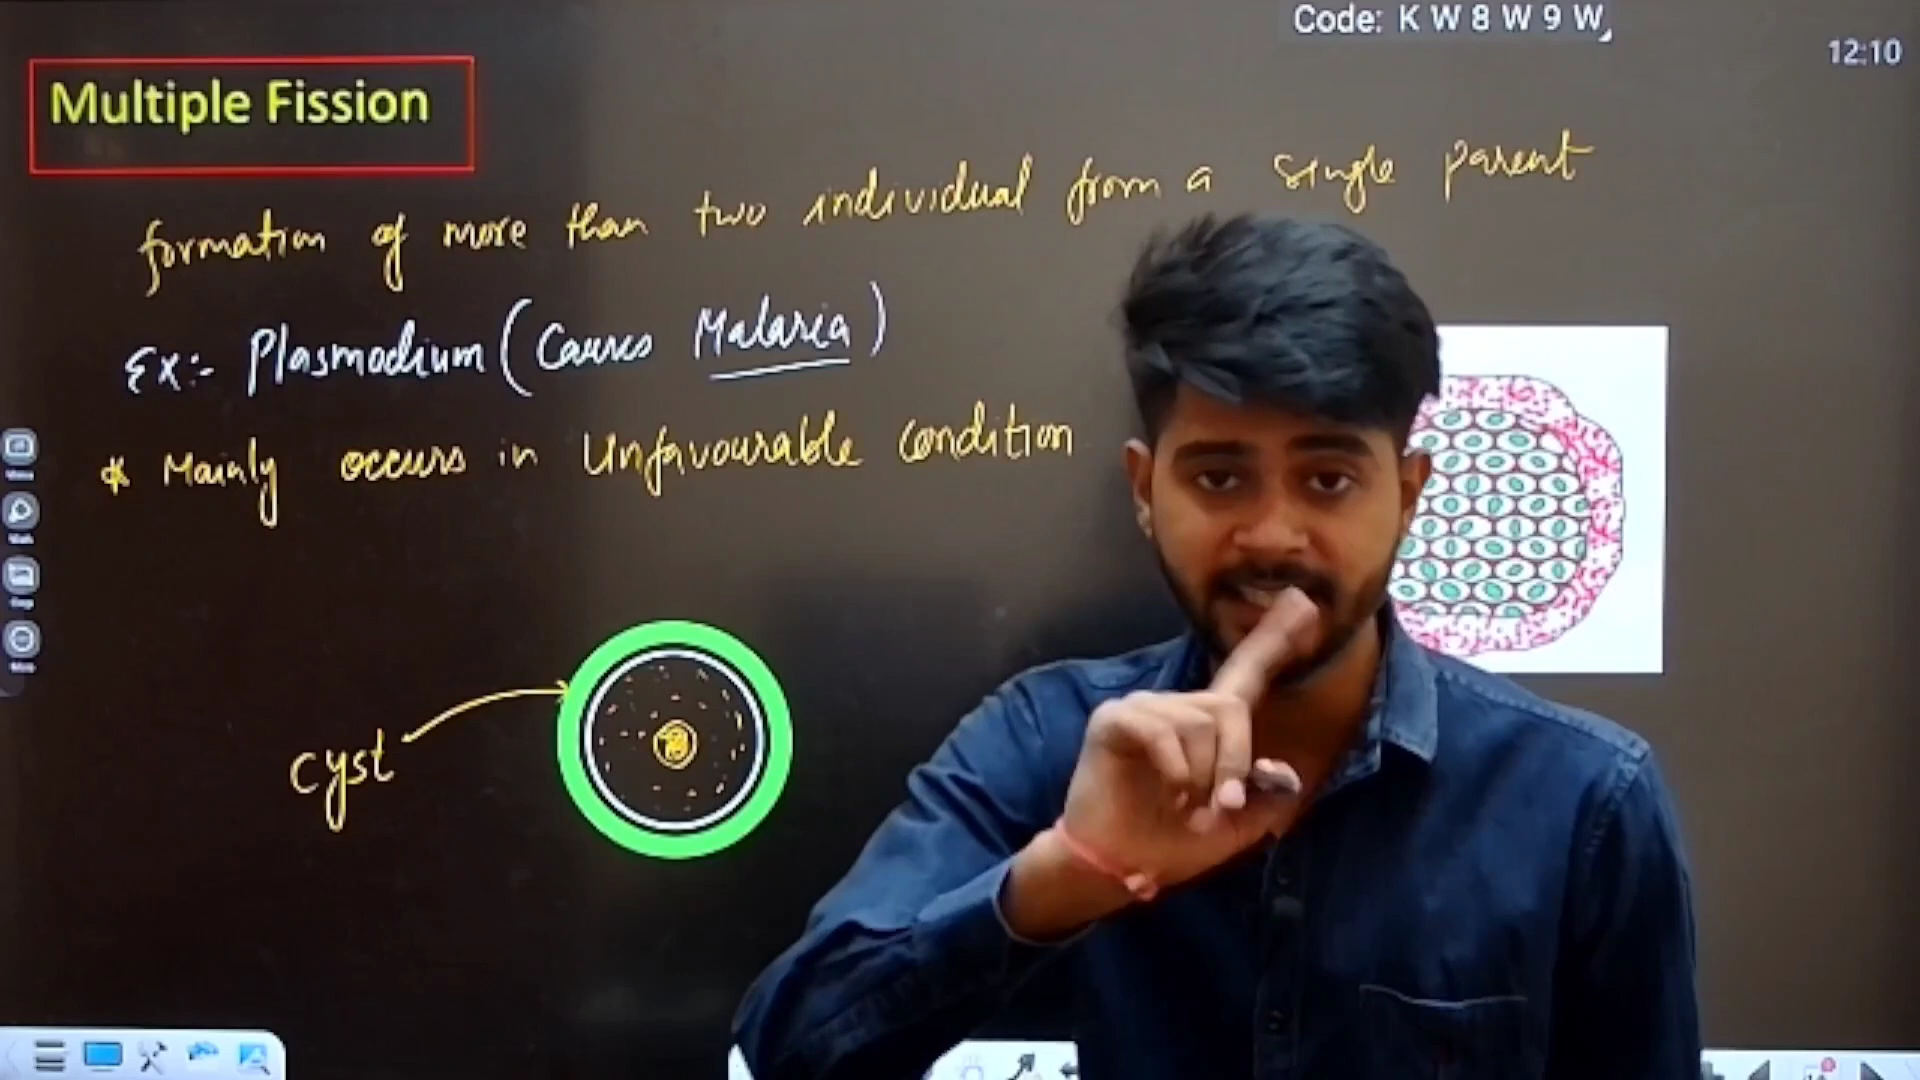 Code: K W 8 W 9 W
12:10
Multiple Fission
formation of more than two individual from a single parent
Ex:- Plasmodium (Causes Malaria)
* Mainly occurs in Unfavourable condition
cyst